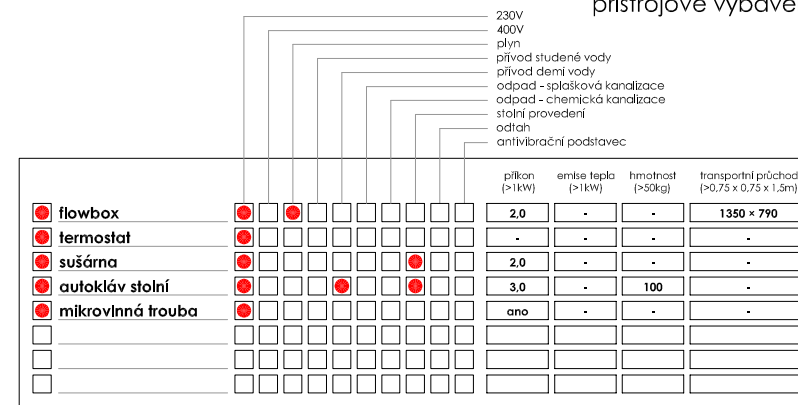 přístrojové vybave
230V
400V
plyn
přívod studené vody
přívod demi vody
odpad - splašková kanalizace
odpad - chemická kanalizace
stolní provedení
odtah
antivibrační podstavec
příkon emise tepla hmotnost transportní průchod
(>1kW) (>1kW) (>50kg) (>0,75 x 0,75 x 1,5m)
flowbox 2,0 - - 1350 × 790
termostat - - - -
sušárna 2,0 - - -
autokláv stolní 3,0 - 100 -
mikrovlnná trouba ano - - -